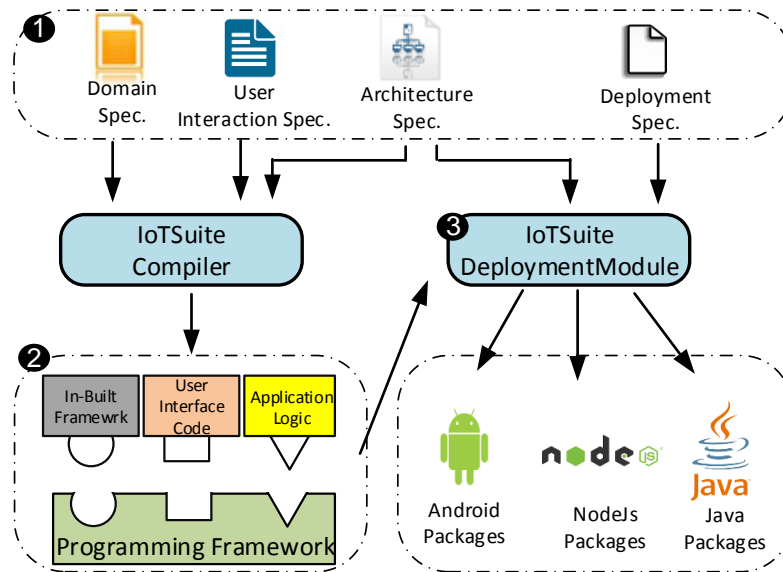 1
Domain
Spec.
User
Interaction Spec.
Architecture
Spec.
Deployment
Spec.
IoTSuite
Compiler
3
IoTSuite
DeploymentModule
2
In-Built
Framewrk
User
Interface
Code
Application
Logic
Programming Framework
Android
Packages
node JS
NodeJs
Packages
Java
Java
Packages